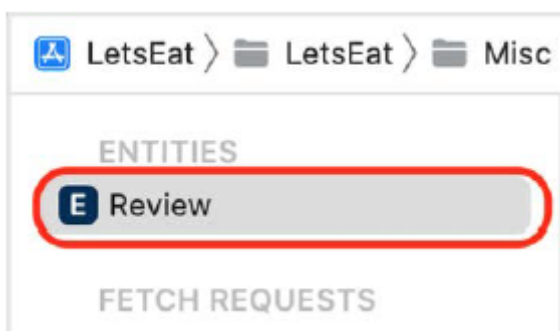 LetsEat 〉 LetsEat 〉 Misc
ENTITIES
E Review
FETCH REQUESTS